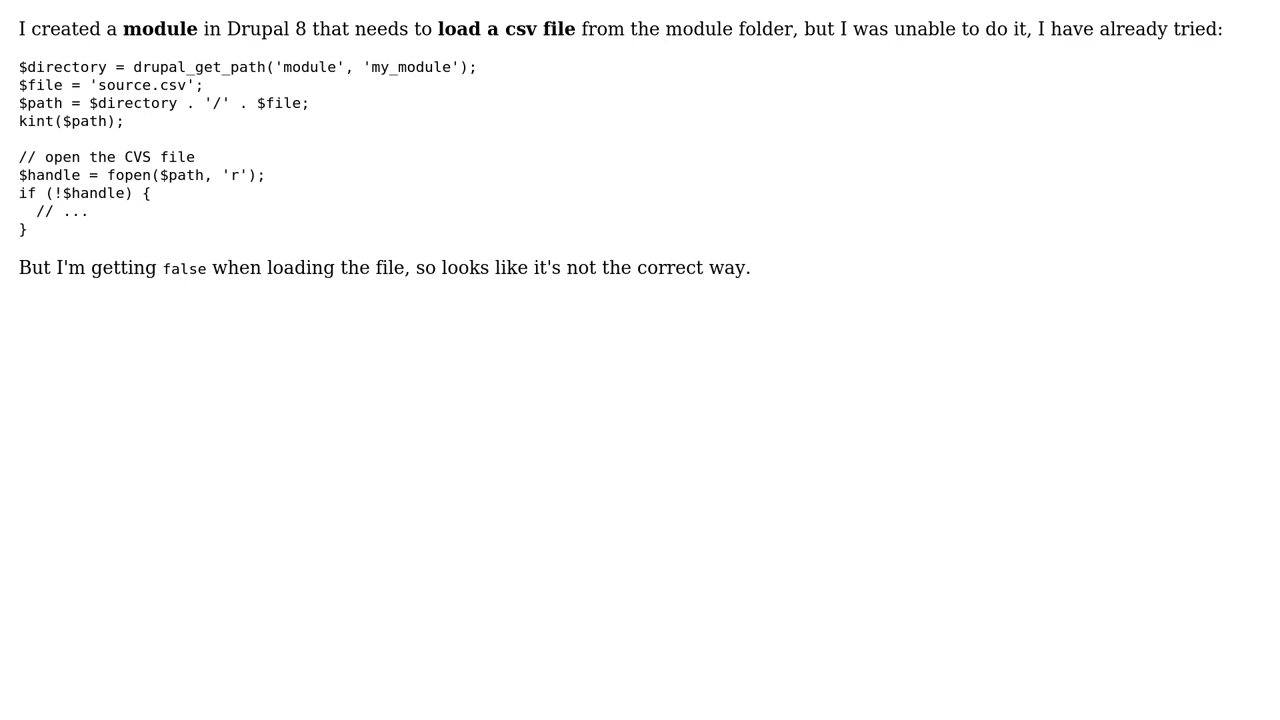 I created a module in Drupal 8 that needs to load a csv file from the module folder, but I was unable to do it, I have already tried:
$directory = drupal_get_path('module', 'my_module');
$file = 'source.csv';
$path = $directory . '/' . $file;
kint($path);
// open the CVS file
$handle = fopen($path, 'r');
if (!$handle) {
  // ...
}
But I'm getting false when loading the file, so looks like it's not the correct way.